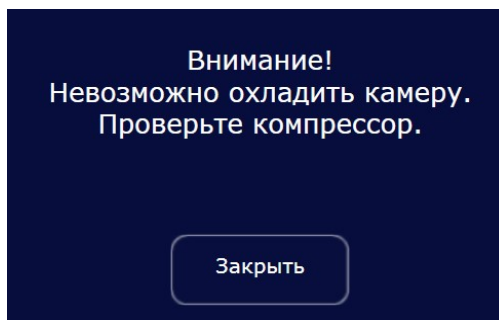 Внимание!
Невозможно охладить камеру.
Проверьте компрессор.
Закрыть